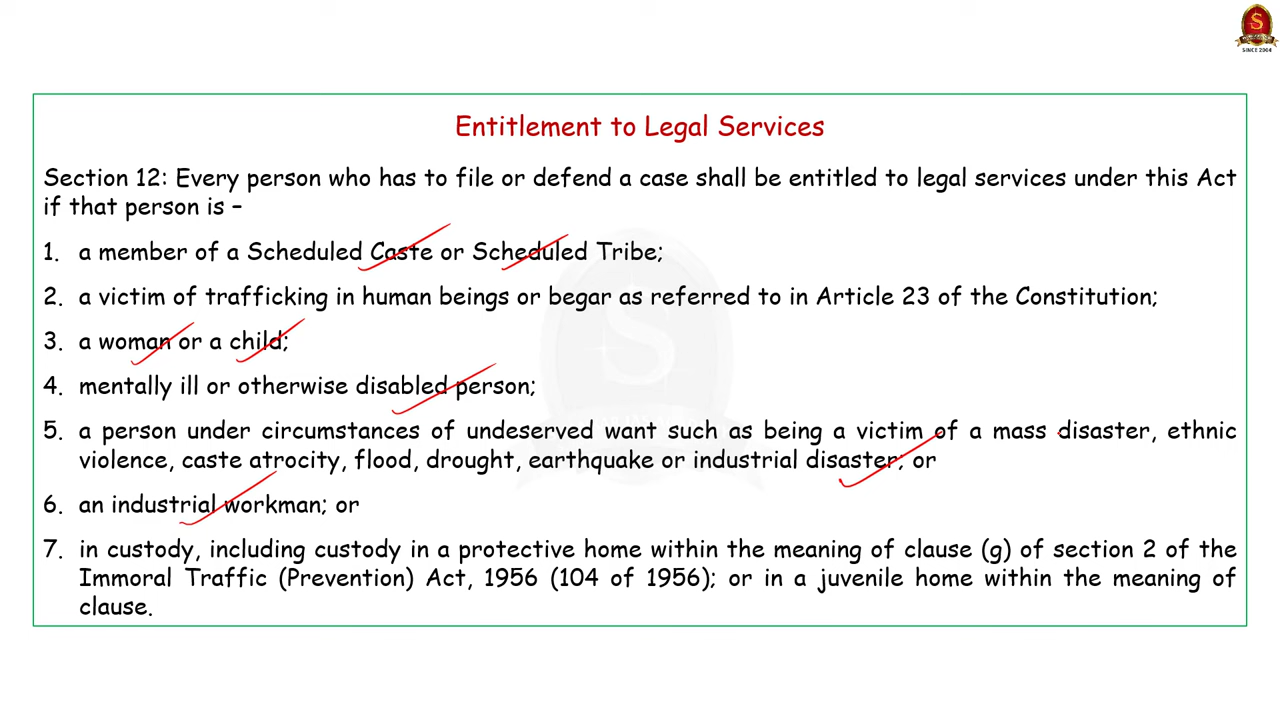 S
SINCE 2004
Entitlement to Legal Services
Section 12: Every person who has to file or defend a case shall be entitled to legal services under this Act
if that person is –
1. a member of a Scheduled Caste or Scheduled Tribe;
2. a victim of trafficking in human beings or begar as referred to in Article 23 of the Constitution;
3. a woman or a child;
4. mentally ill or otherwise disabled person;
5. a person under circumstances of undeserved want such as being a victim of a mass disaster, ethnic
violence, caste atrocity, flood, drought, earthquake or industrial disaster; or
6. an industrial workman; or
7. in custody, including custody in a protective home within the meaning of clause (g) of section 2 of the
Immoral Traffic (Prevention) Act, 1956 (104 of 1956); or in a juvenile home within the meaning of
clause.